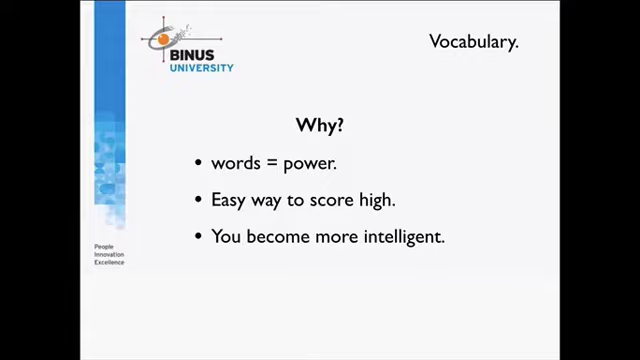 BINUS
UNIVERSITY
Vocabulary.
Why?
• words = power.
• Easy way to score high.
• You become more intelligent.
People
Innovation
Excellence